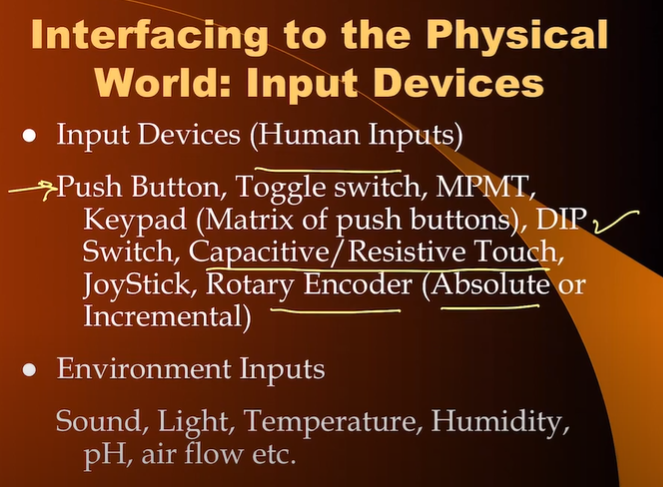 Interfacing to the Physical
World: Input Devices
● Input Devices (Human Inputs)
Push Button, Toggle switch, MPMT,
Keypad (Matrix of push buttons), DIP
Switch, Capacitive/Resistive Touch,
JoyStick, Rotary Encoder (Absolute or
Incremental)
● Environment Inputs
Sound, Light, Temperature, Humidity,
pH, air flow etc.